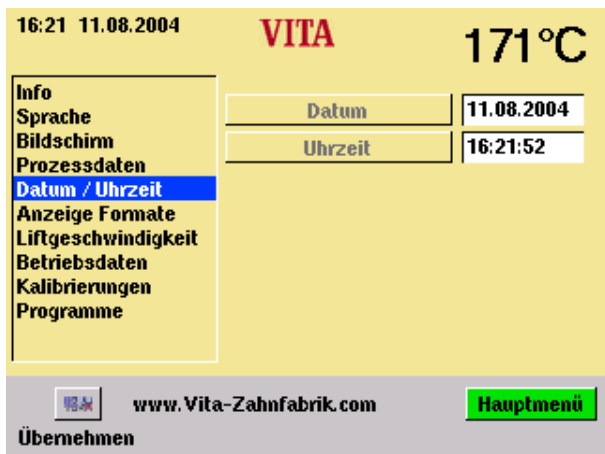 16:21 11.08.2004 VITA 171°C
Info
Sprache
Bildschirm
Prozessdaten
Datum / Uhrzeit
Anzeige Formate
Liftgeschwindigkeit
Betriebsdaten
Kalibrierungen
Programme
Datum 11.08.2004
Uhrzeit 16:21:52
www.Vita-Zahnfabrik.com Hauptmenü
Übernehmen